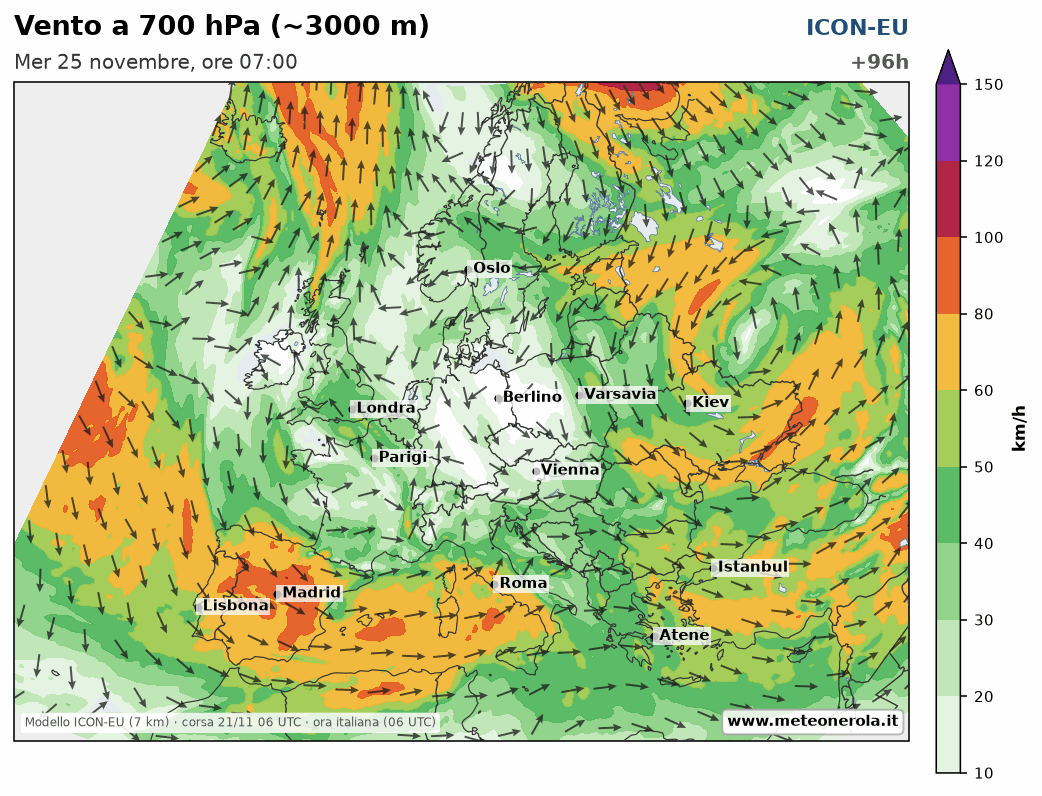 Vento a 700 hPa (~3000 m)
ICON-EU
Mer 25 novembre, ore 07:00
+96h
150
120
100
80
60
50
40
30
20
10
km/h
Oslo
Londra
Berlino
Varsavia
Kiev
Parigi
Vienna
Istanbul
Roma
Madrid
Lisbona
Atene
Modello ICON-EU (7 km) · corsa 21/11 06 UTC · ora italiana (06 UTC)
www.meteonerola.it